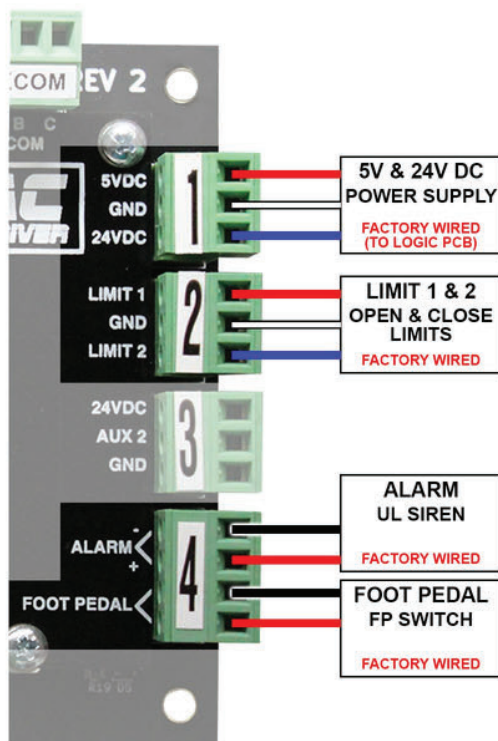 .COM
REV 2
B C
COM
AC
DRIVER
5VDC
GND
24VDC
1
5V & 24V DC
POWER SUPPLY
FACTORY WIRED
(TO LOGIC PCB)
LIMIT 1
GND
LIMIT 2
2
LIMIT 1 & 2
OPEN & CLOSE
LIMITS
FACTORY WIRED
24VDC
AUX 2
GND
3
ALARM
-
+
FOOT PEDAL
4
ALARM
UL SIREN
FACTORY WIRED
FOOT PEDAL
FP SWITCH
FACTORY WIRED